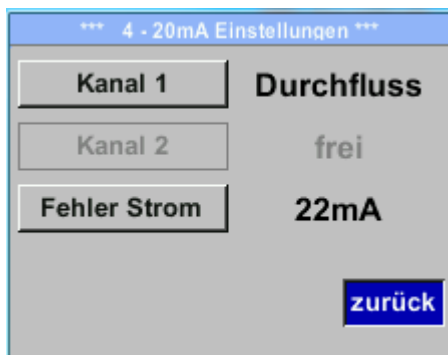 *** 4 - 20mA Einstellungen ***
Kanal 1 Durchfluss
Kanal 2 frei
Fehler Strom 22mA
zurück